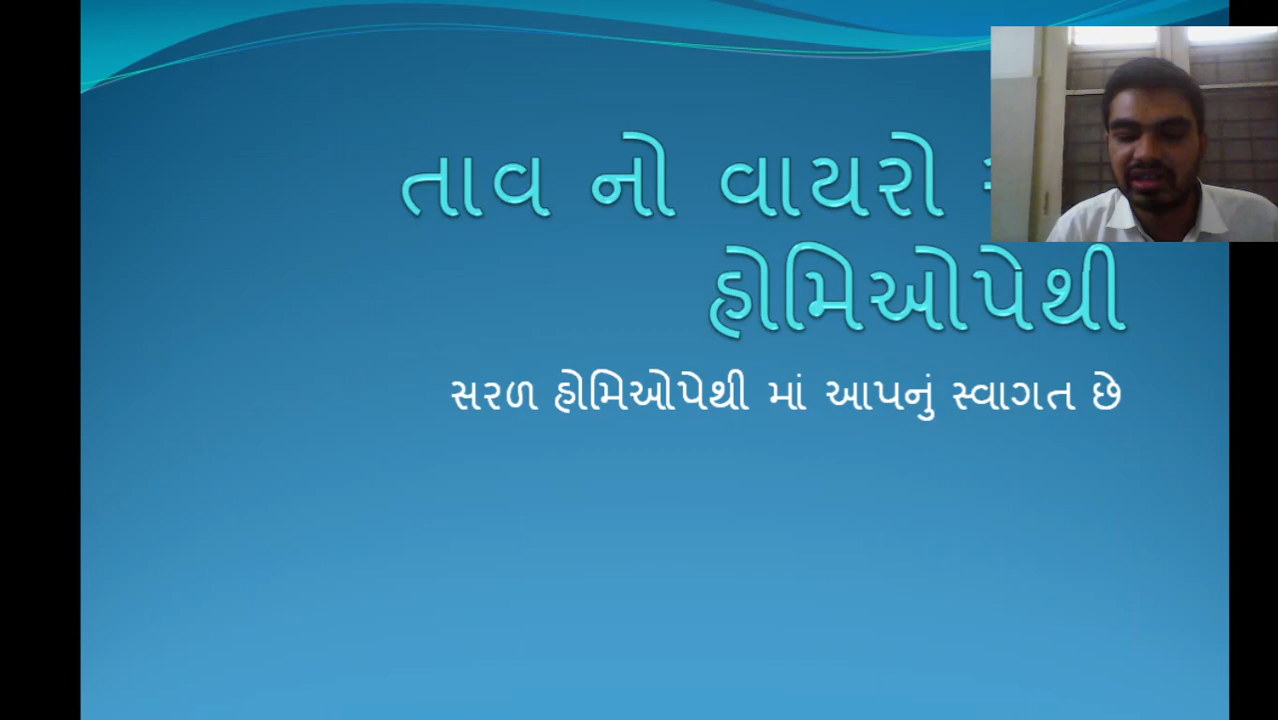 તાવ નો વાયરો
હોમિઓપેથી
સરળ હોમિઓપેથી માં આપનું સ્વાગત છે